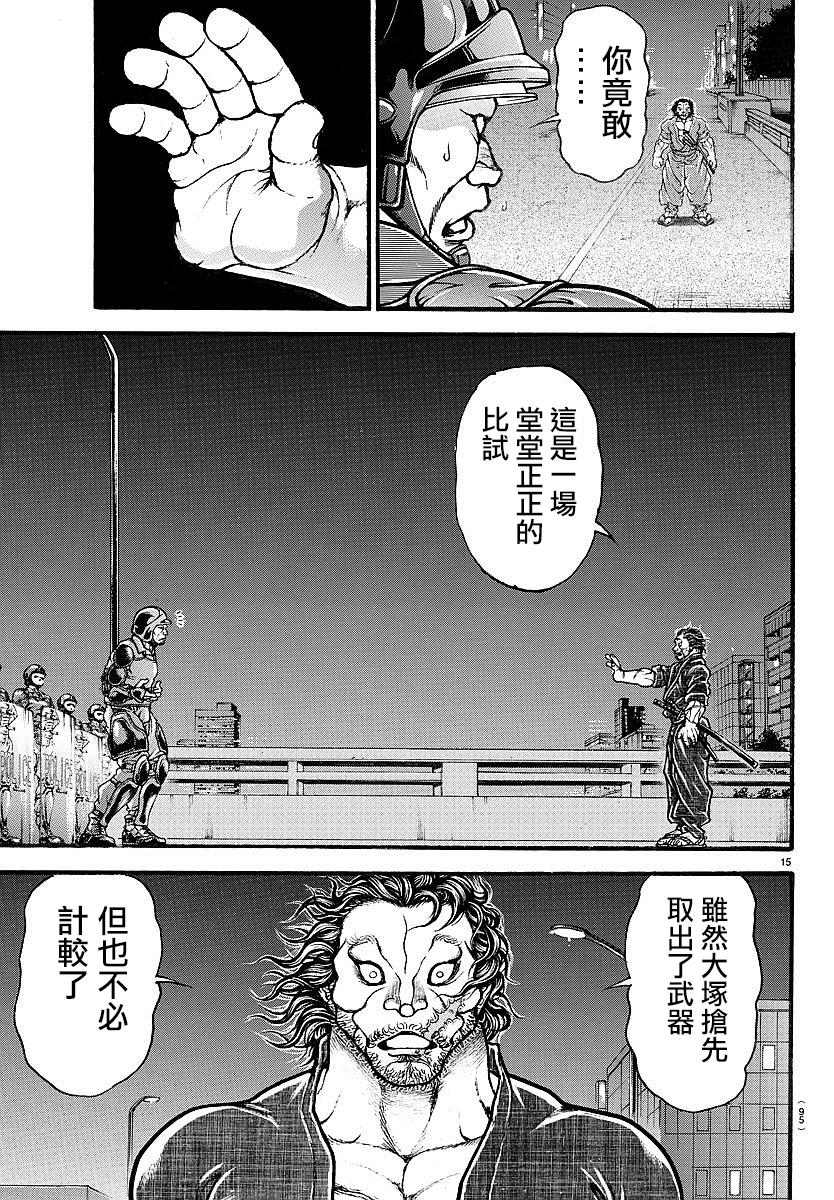 你竟敢
……
這是一場
堂堂正正的
比試
POLICE
15
雖然大塚搶先
取出了武器
但也不必
計較了
（95）